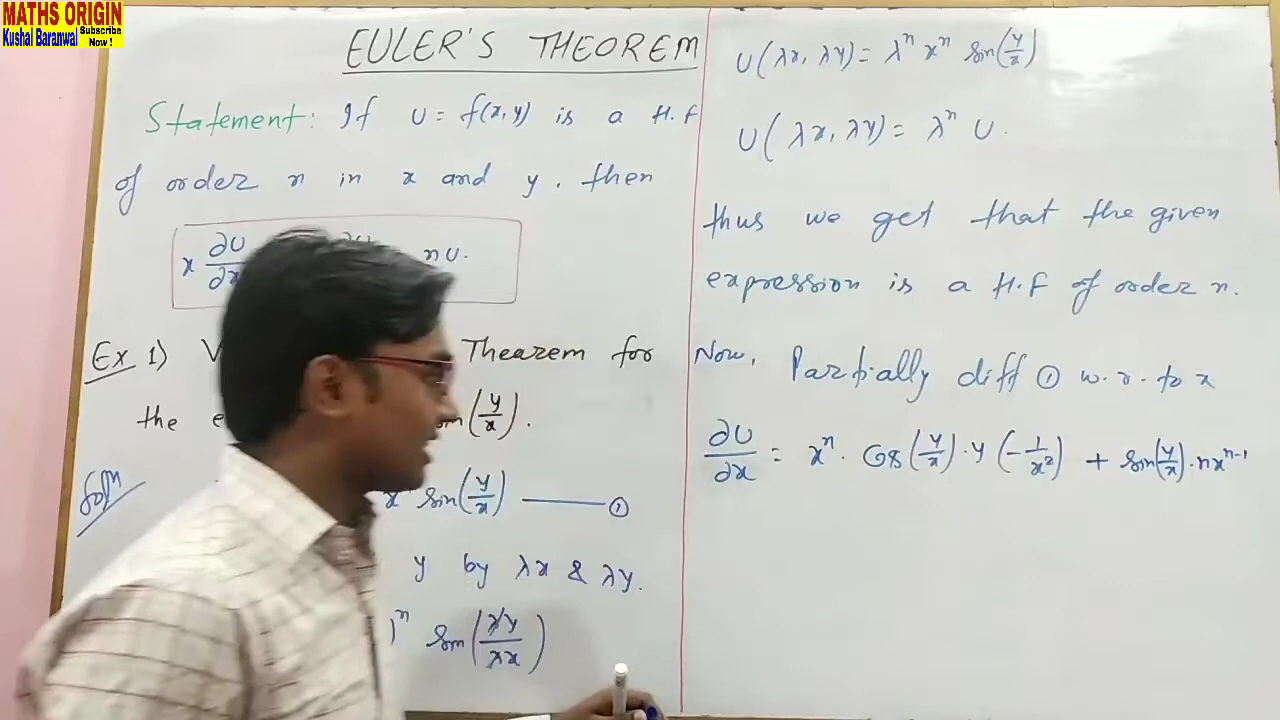 MATHS ORIGIN
Kushal Baranwal Subscribe Now !
EULER'S THEOREM
Statement: If U = f(x, y) is a H.F
of order n in x and y. then
x ∂U/∂x nU.
Ex 1) Thearem for
the (y/x).
Solⁿ x sin(y/x) ——— ①
y by λx & λy.
)ⁿ sin(λy/λx)
U(λx, λy) = λⁿ xⁿ sin(y/x)
U(λx, λy) = λⁿ U.
thus we get that the given
expression is a H.F of order n.
Now, Partially diff ① w.r. to x
∂U/∂x = xⁿ. Cos(y/x).y(-1/x²) + sin(y/x).nxⁿ⁻¹